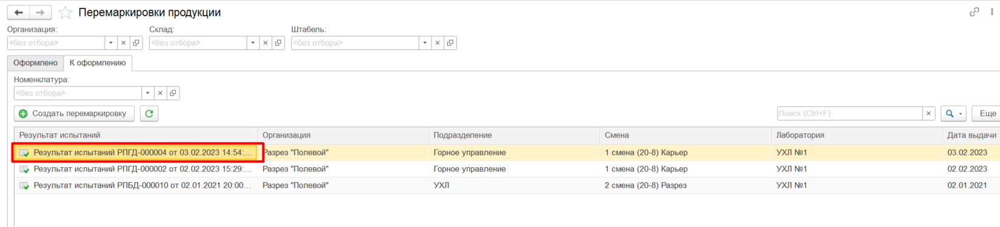 Перемаркировки продукции
Организация: Склад: Штабель:
<без отбора> <без отбора> <без отбора>
Оформлено К оформлению
Номенклатура:
<без отбора>
Создать перемаркировку Поиск (Ctrl+F) Еще
Результат испытаний Организация Подразделение Смена Лаборатория Дата выдачи
Результат испытаний РПГД-000004 от 03.02.2023 14:54:... Разрез "Полевой" Горное управление 1 смена (20-8) Карьер УХЛ №1 03.02.2023
Результат испытаний РПГД-000002 от 02.02.2023 15:29:... Разрез "Полевой" Горное управление 1 смена (20-8) Карьер УХЛ №1 02.02.2023
Результат испытаний РПБД-000010 от 02.01.2021 20:00... Разрез "Полевой" УХЛ 2 смена (20-8) Разрез УХЛ №1 02.01.2021